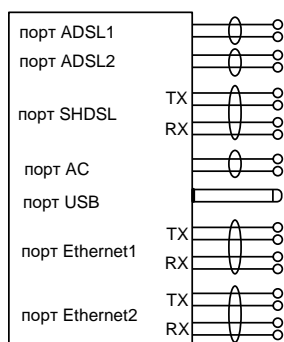 порт ADSL1
порт ADSL2
TX
порт SHDSL
RX
порт AC
порт USB
TX
порт Ethernet1
RX
TX
порт Ethernet2
RX